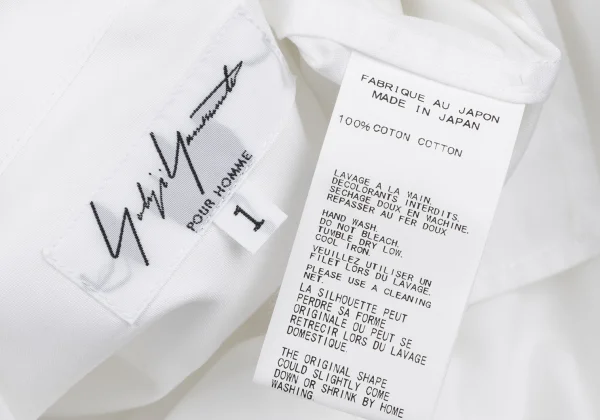 Yohji Yamamoto
POUR HOMME
1
FABRIQUE AU JAPON
MADE IN JAPAN
100% COTON COTTON
LAVAGE A LA MAIN.
DECOLORANTS INTERDITS.
SECHAGE DOUX EN MACHINE.
REPASSER AU FER DOUX
HAND WASH.
DO NOT BLEACH.
TUMBLE DRY LOW.
COOL IRON.
VEUILLEZ UTILISER UN
FILET LORS DU LAVAGE.
PLEASE USE A CLEANING
NET.
LA SILHOUETTE PEUT
PERDRE SA FORME
ORIGINALE OU PEUT SE
RETRECIR LORS DU LAVAGE
DOMESTIQUE.
THE ORIGINAL SHAPE
COULD SLIGHTLY COME
DOWN OR SHRINK BY HOME
WASHING